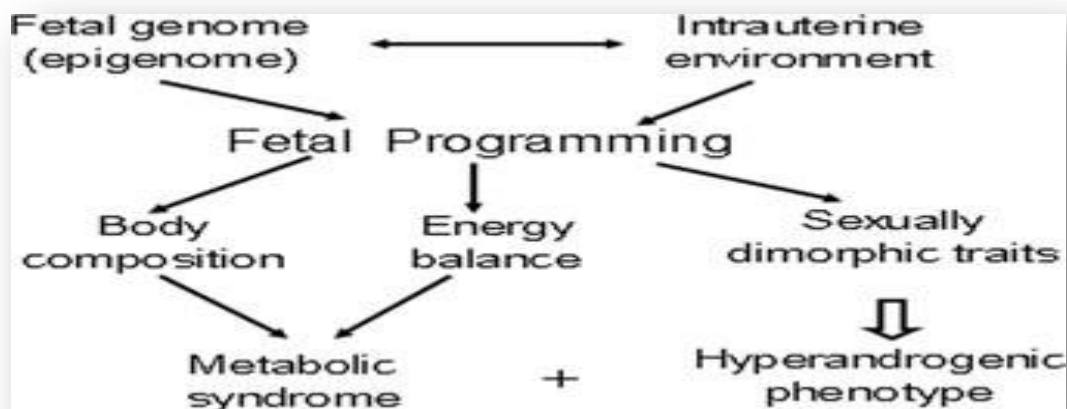 Fetal genome
(epigenome)
Intrauterine
environment
Fetal Programming
Body
composition
Energy
balance
Sexually
dimorphic traits
Metabolic
syndrome
+
Hyperandrogenic
phenotype